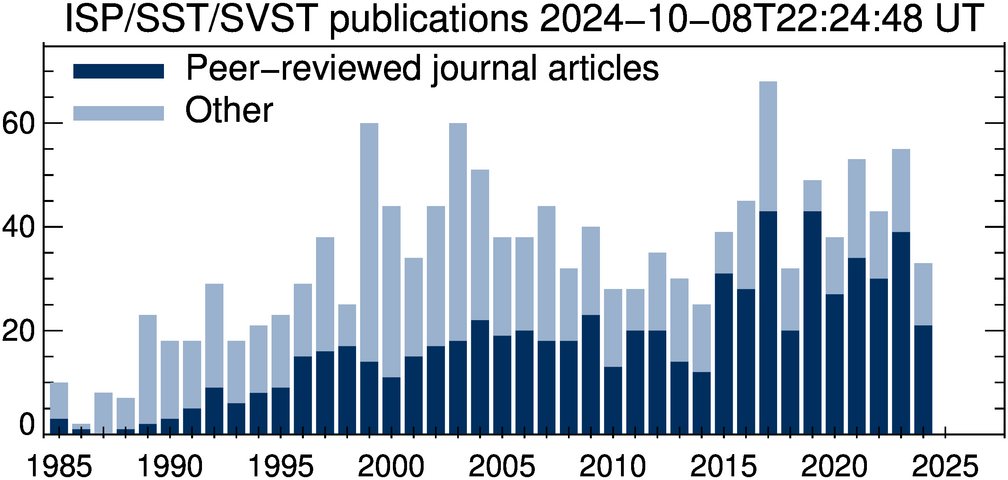 ISP/SST/SVST publications 2024−10−08T22:24:48 UT
Peer−reviewed journal articles
Other
60
40
20
0
1985 1990 1995 2000 2005 2010 2015 2020 2025